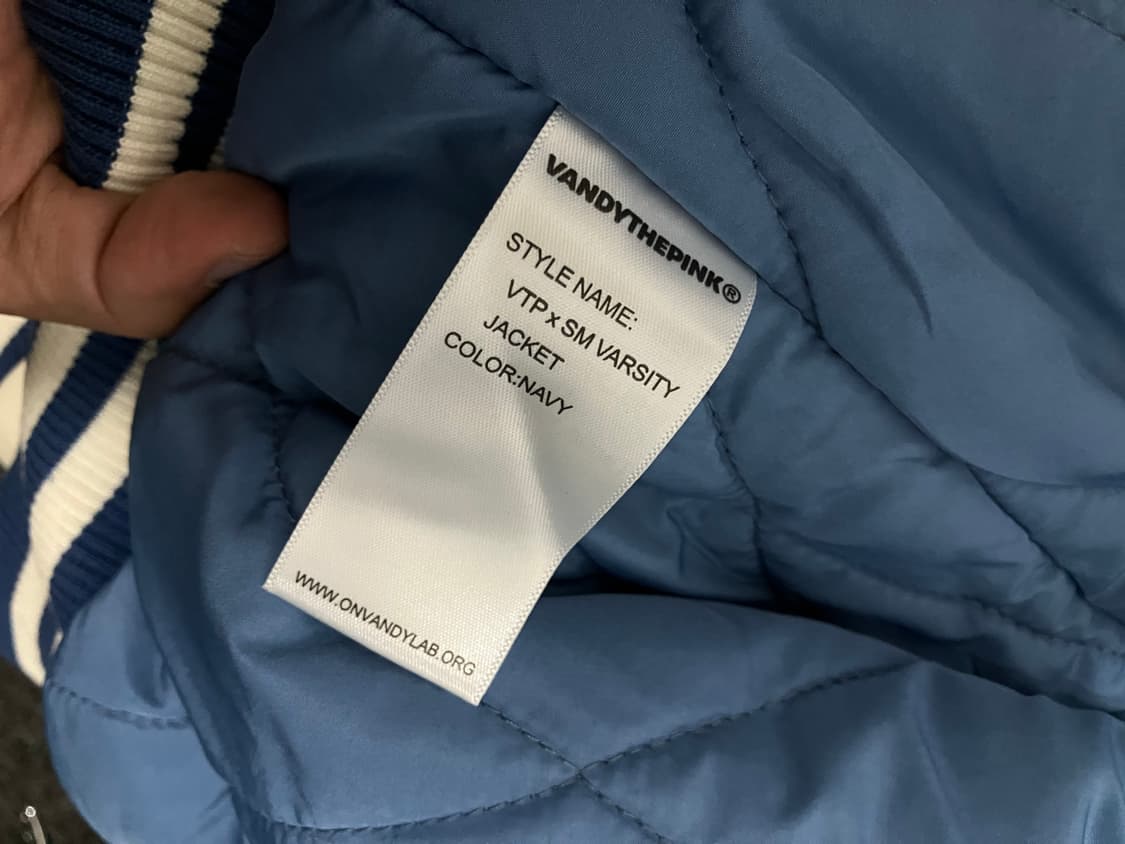 VANDYTHEPINK®
STYLE NAME:
VTP x SM VARSITY
JACKET
COLOR:NAVY
WWW.ONVANDYLAB.ORG